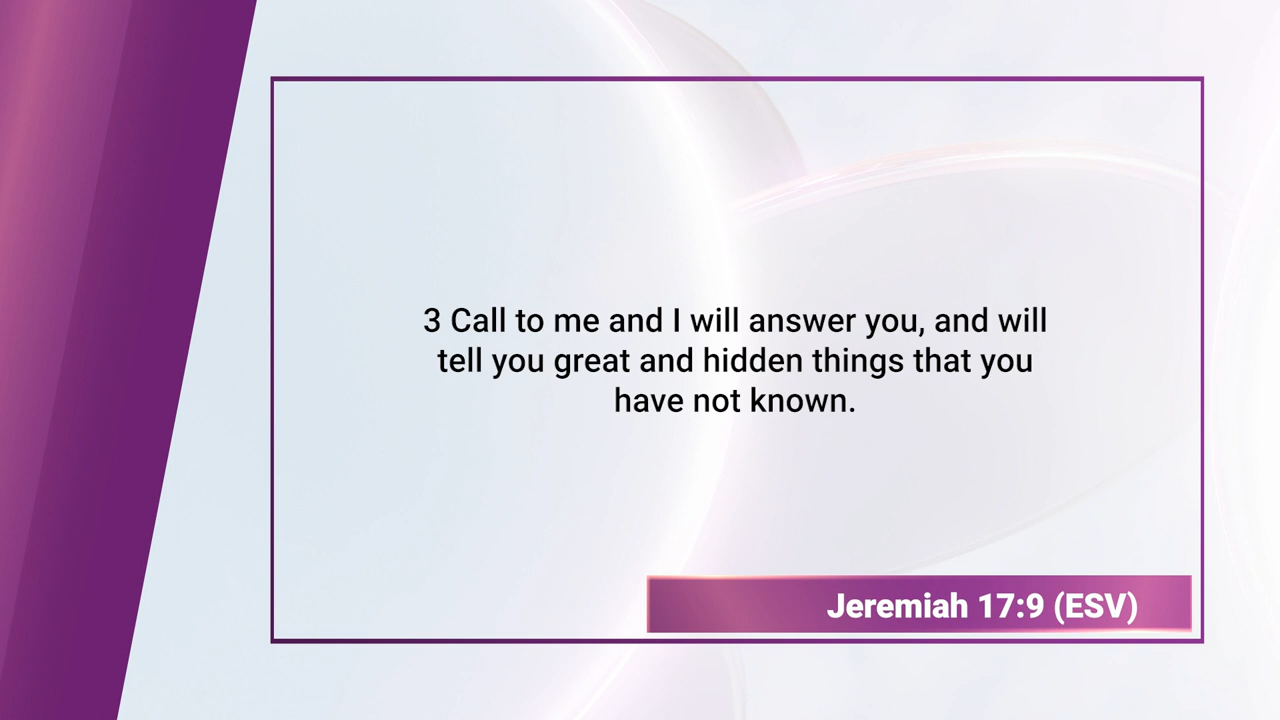 3 Call to me and I will answer you, and will
tell you great and hidden things that you
have not known.
Jeremiah 17:9 (ESV)